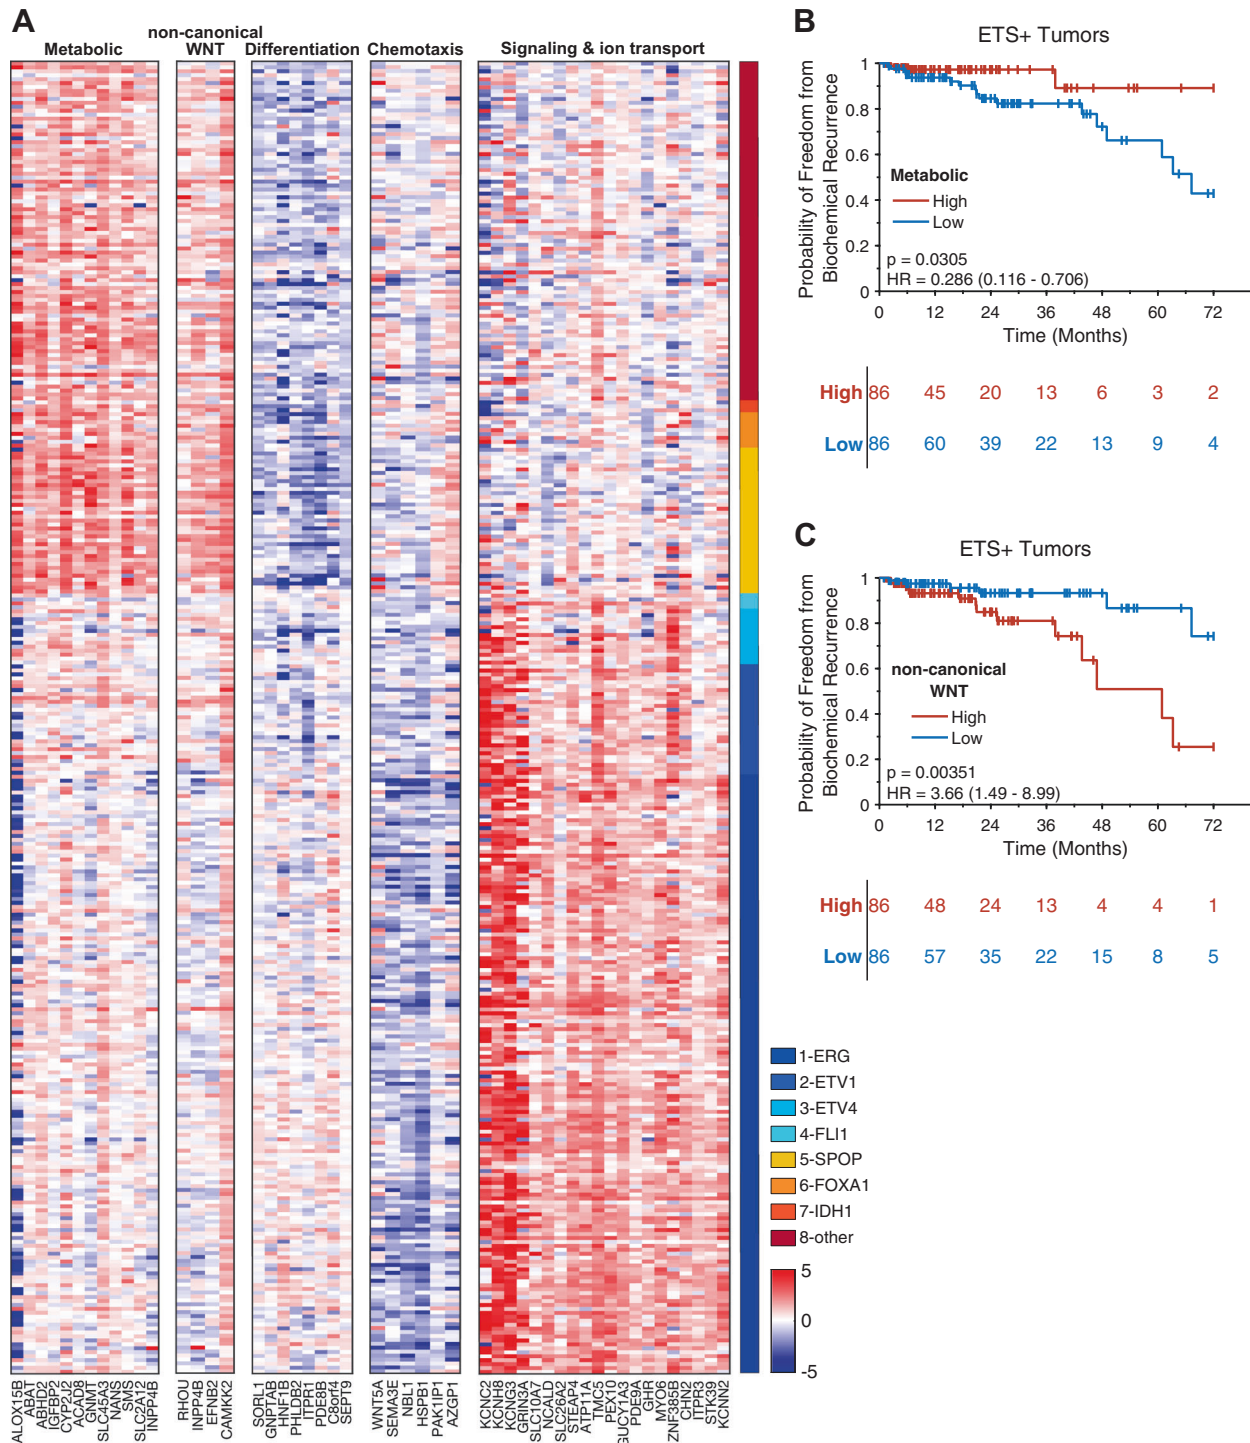 A
Metabolic
non-canonical
WNT
Differentiation
Chemotaxis
Signaling & ion transport
ALOX15B
ABAT
ABHD2
IGFBP2
CYP2J2
ACAD8
GNMT
SLC45A3
NANS
SMS
SLC2A12
INPP4B
RHOU
INPP4B
EFNB2
CAMKK2
SORL1
GNPTAB
HNF1B
PHLDB2
ITPR1
PDE8B
C8orf4
SEPT9
WNT5A
SEMA3E
NBL1
HSPB1
PAK1IP1
AZGP1
KCNC2
KCNH8
KCNG3
GRIN3A
SLC10A7
NCALD
SLC26A2
STEAP4
ATP11A
TMC5
PEX10
GUCY1A3
PDE9A
GHR
MYO6
ZNF385B
CHN2
ITPR3
STK39
KCNN2
1-ERG
2-ETV1
3-ETV4
4-FLI1
5-SPOP
6-FOXA1
7-IDH1
8-other
5
0
-5
B
ETS+ Tumors
Probability of Freedom from
Biochemical Recurrence
1
0.8
0.6
0.4
0.2
0
Metabolic
High
Low
p = 0.0305
HR = 0.286 (0.116 - 0.706)
0 12 24 36 48 60 72
Time (Months)
High 86 45 20 13 6 3 2
Low 86 60 39 22 13 9 4
C
ETS+ Tumors
Probability of Freedom from
Biochemical Recurrence
1
0.8
0.6
0.4
0.2
0
non-canonical
WNT
High
Low
p = 0.00351
HR = 3.66 (1.49 - 8.99)
0 12 24 36 48 60 72
Time (Months)
High 86 48 24 13 4 4 1
Low 86 57 35 22 15 8 5